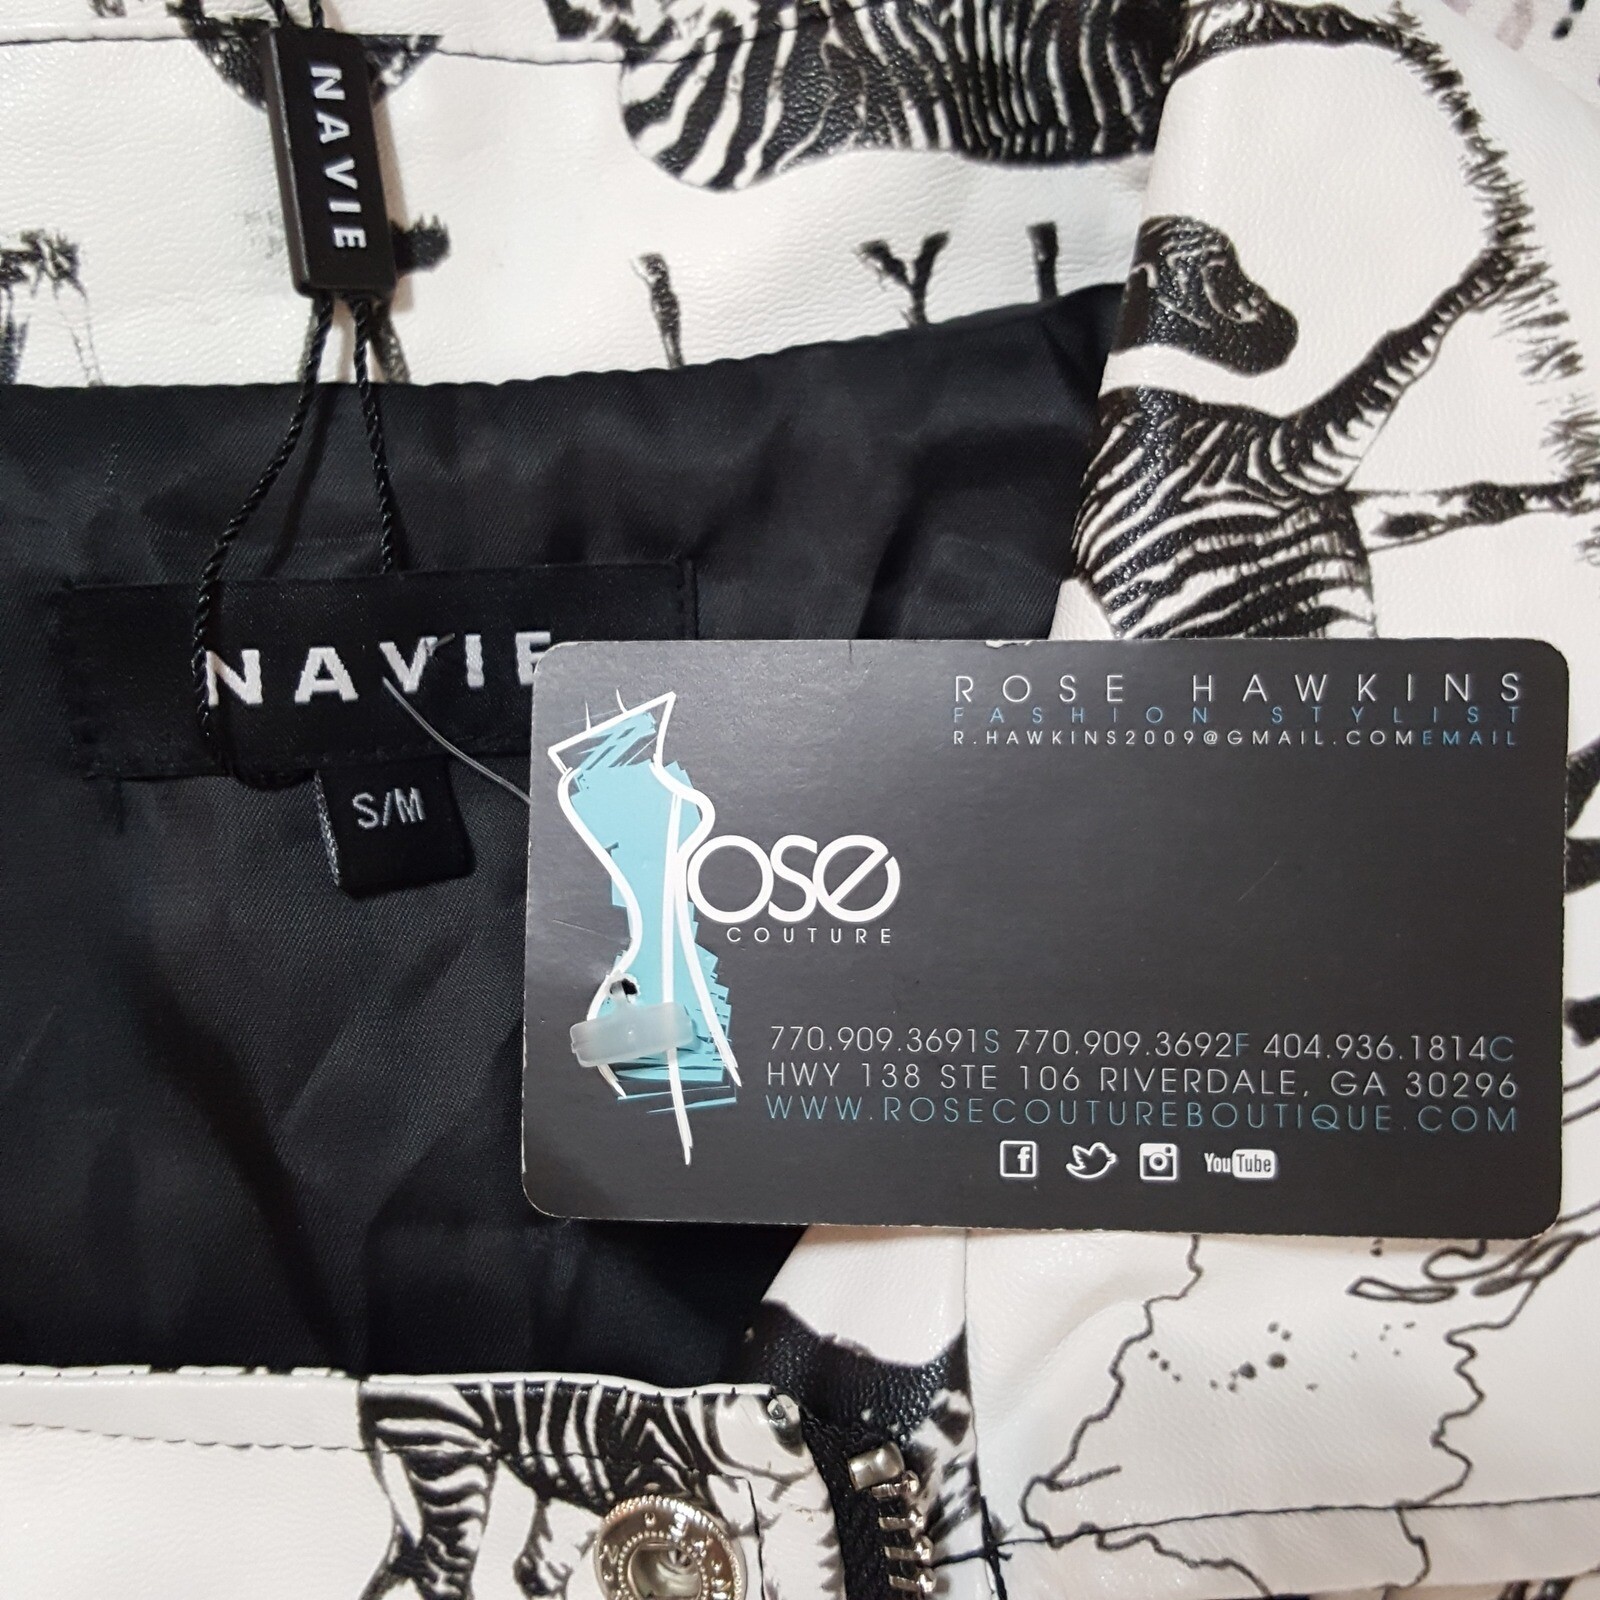 NAVIE
NAVIE
S/M
ROSE HAWKINS
FASHION STYLIST
R.HAWKINS2009@GMAIL.COMEMAIL
Rose
COUTURE
770.909.3691S 770.909.3692F 404.936.1814C
HWY 138 STE 106 RIVERDALE, GA 30296
WWW.ROSECOUTUREBOUTIQUE.COM
f YouTube